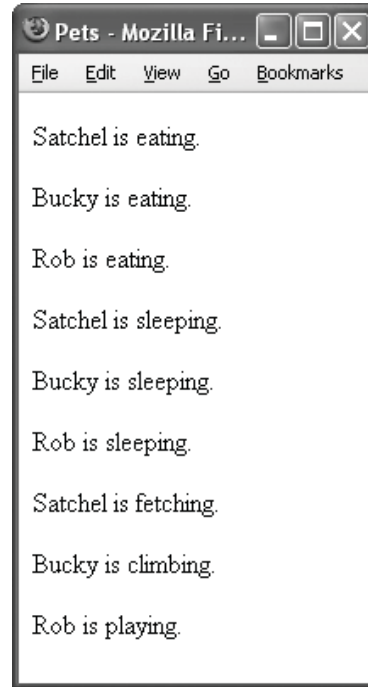 Pets - Mozilla Fi...
File Edit View Go Bookmarks
Satchel is eating.
Bucky is eating.
Rob is eating.
Satchel is sleeping.
Bucky is sleeping.
Rob is sleeping.
Satchel is fetching.
Bucky is climbing.
Rob is playing.